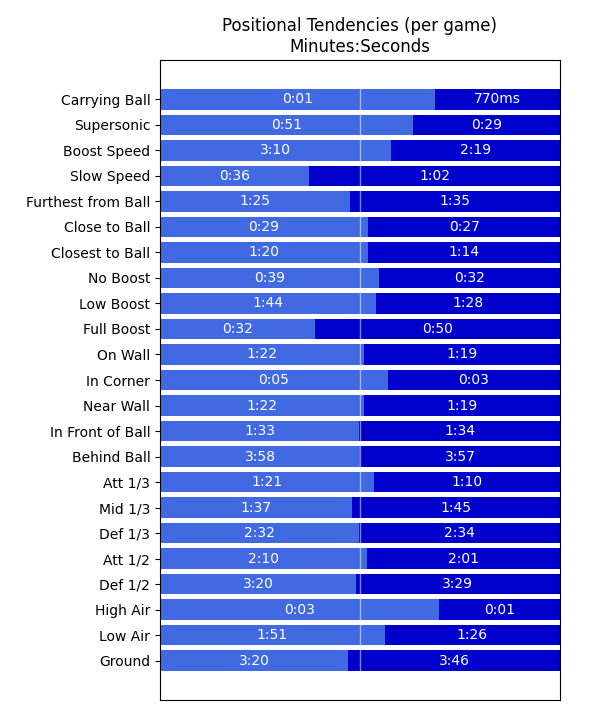 Positional Tendencies (per game)
Minutes:Seconds
Carrying Ball 0:01 770ms
Supersonic 0:51 0:29
Boost Speed 3:10 2:19
Slow Speed 0:36 1:02
Furthest from Ball 1:25 1:35
Close to Ball 0:29 0:27
Closest to Ball 1:20 1:14
No Boost 0:39 0:32
Low Boost 1:44 1:28
Full Boost 0:32 0:50
On Wall 1:22 1:19
In Corner 0:05 0:03
Near Wall 1:22 1:19
In Front of Ball 1:33 1:34
Behind Ball 3:58 3:57
Att 1/3 1:21 1:10
Mid 1/3 1:37 1:45
Def 1/3 2:32 2:34
Att 1/2 2:10 2:01
Def 1/2 3:20 3:29
High Air 0:03 0:01
Low Air 1:51 1:26
Ground 3:20 3:46